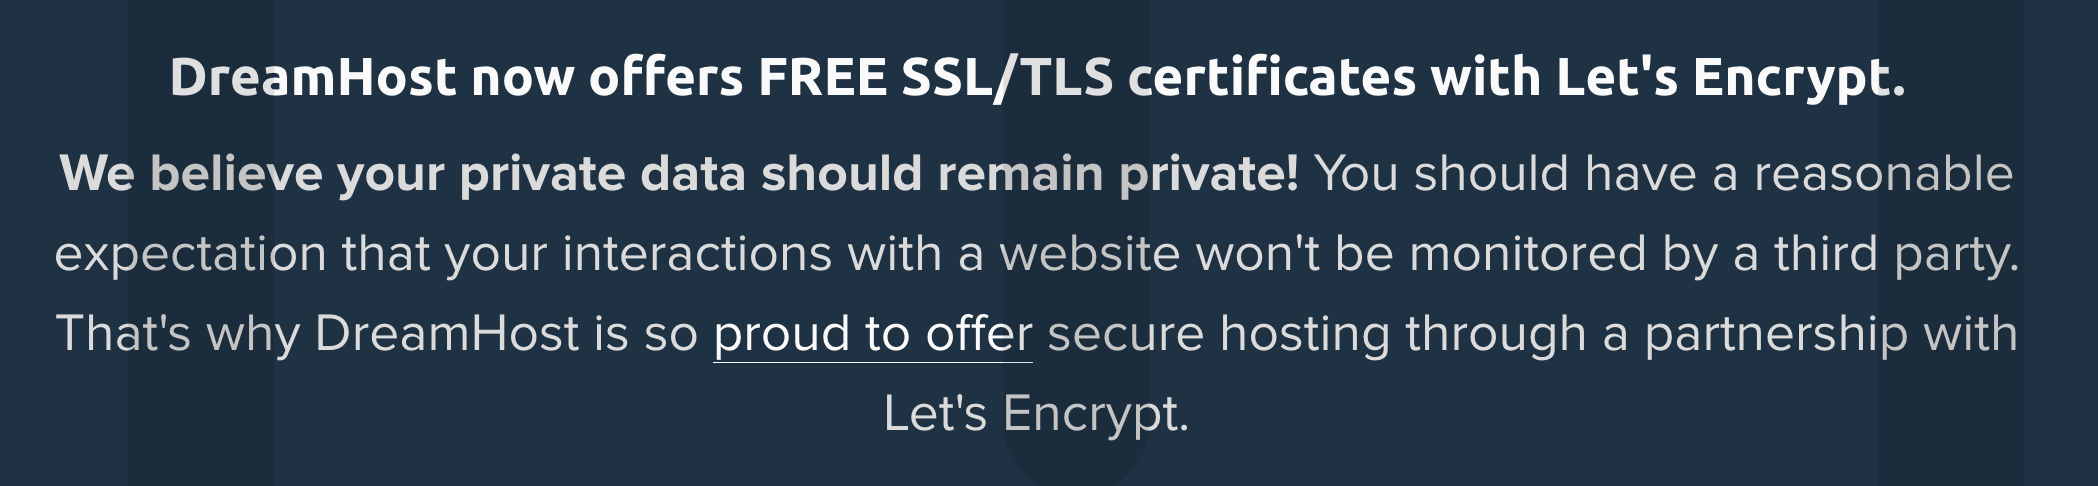 DreamHost now offers FREE SSL/TLS certificates with Let's Encrypt.
We believe your private data should remain private! You should have a reasonable
expectation that your interactions with a website won't be monitored by a third party.
That's why DreamHost is so proud to offer secure hosting through a partnership with
Let's Encrypt.